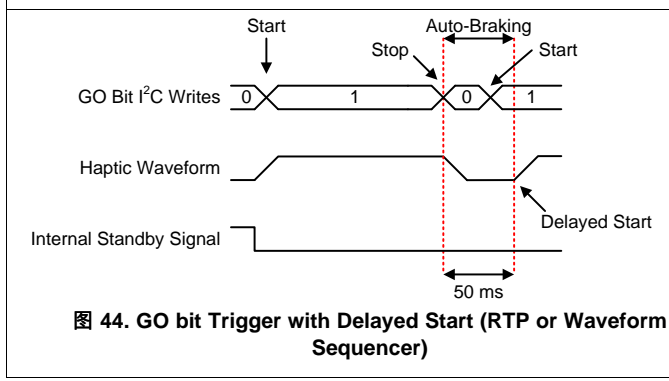 Start
Auto-Braking
Stop
Start
GO Bit I²C Writes
0
1
0
1
Haptic Waveform
Delayed Start
Internal Standby Signal
50 ms
图 44. GO bit Trigger with Delayed Start (RTP or Waveform
Sequencer)